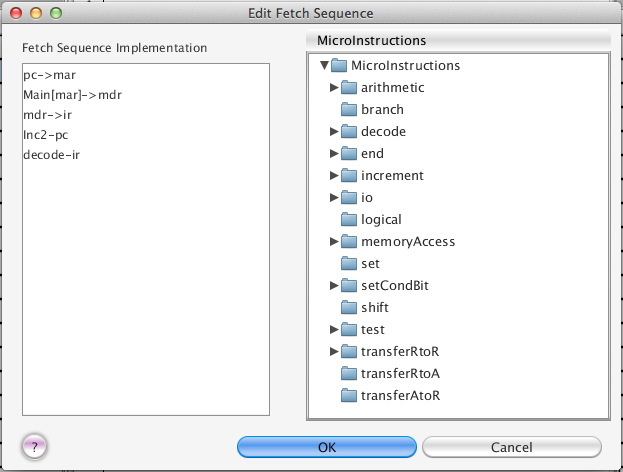 Edit Fetch Sequence
Fetch Sequence Implementation
pc->mar
Main[mar]->mdr
mdr->ir
Inc2-pc
decode-ir
MicroInstructions
MicroInstructions
arithmetic
branch
decode
end
increment
io
logical
memoryAccess
set
setCondBit
shift
test
transferRtoR
transferRtoA
transferAtoR
?
OK
Cancel